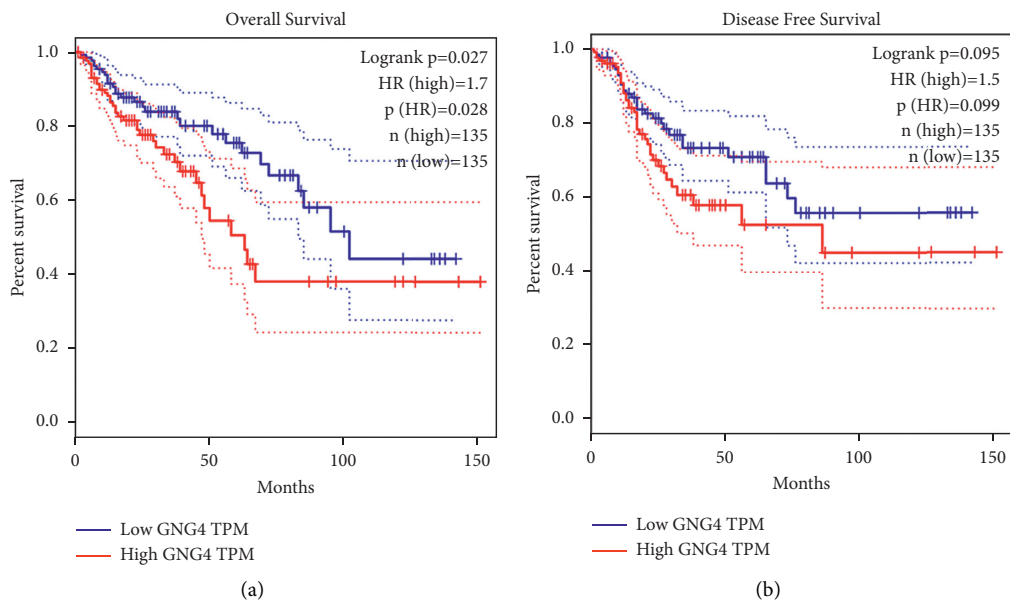 Overall Survival
Logrank p=0.027
HR (high)=1.7
p (HR)=0.028
n (high)=135
n (low)=135
Percent survival
1.0
0.8
0.6
0.4
0.2
0.0
0
50
100
150
Months
Low GNG4 TPM
High GNG4 TPM
(a)
Disease Free Survival
Logrank p=0.095
HR (high)=1.5
p (HR)=0.099
n (high)=135
n (low)=135
Percent survival
1.0
0.8
0.6
0.4
0.2
0.0
0
50
100
150
Months
Low GNG4 TPM
High GNG4 TPM
(b)